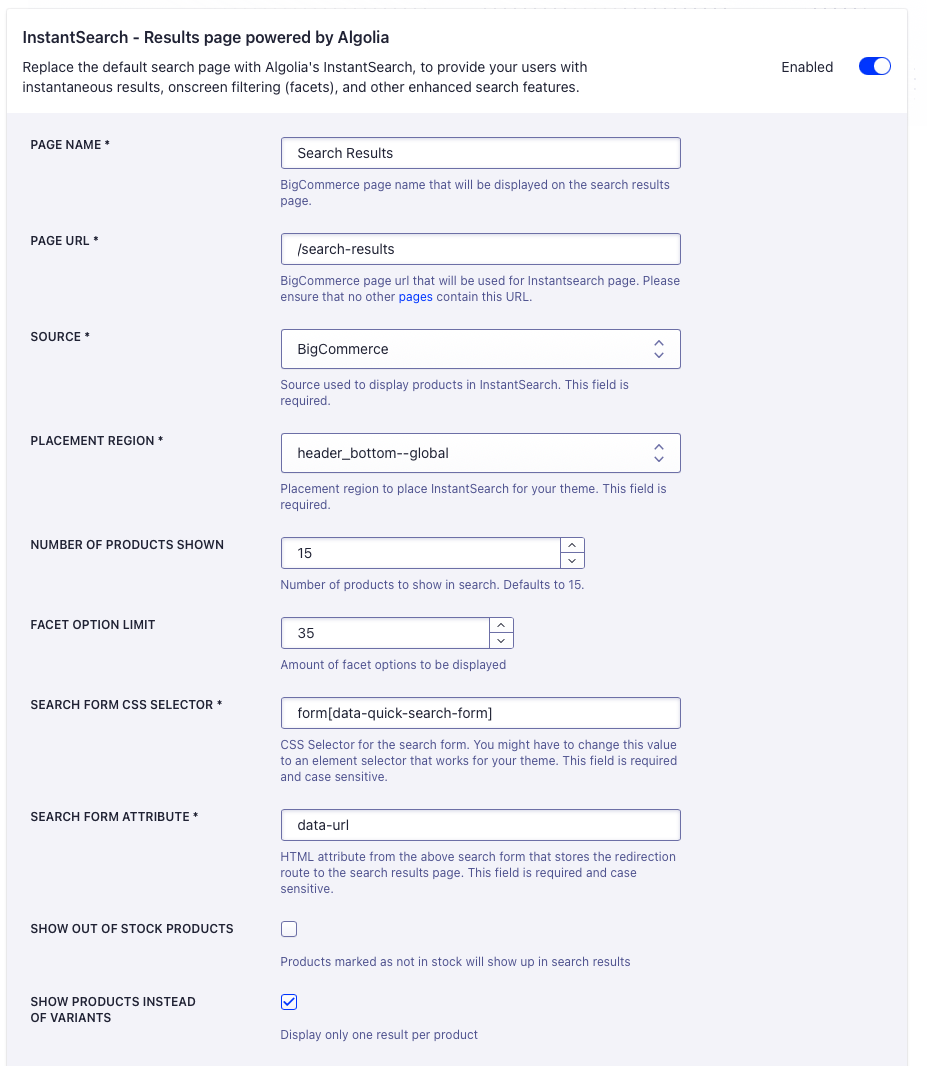 InstantSearch - Results page powered by Algolia
Replace the default search page with Algolia's InstantSearch, to provide your users with
instantaneous results, onscreen filtering (facets), and other enhanced search features.
Enabled
PAGE NAME *
Search Results
BigCommerce page name that will be displayed on the search results
page.
PAGE URL *
/search-results
BigCommerce page url that will be used for Instantsearch page. Please
ensure that no other pages contain this URL.
SOURCE *
BigCommerce
Source used to display products in InstantSearch. This field is
required.
PLACEMENT REGION *
header_bottom--global
Placement region to place InstantSearch for your theme. This field is
required.
NUMBER OF PRODUCTS SHOWN
15
Number of products to show in search. Defaults to 15.
FACET OPTION LIMIT
35
Amount of facet options to be displayed
SEARCH FORM CSS SELECTOR *
form[data-quick-search-form]
CSS Selector for the search form. You might have to change this value
to an element selector that works for your theme. This field is required
and case sensitive.
SEARCH FORM ATTRIBUTE *
data-url
HTML attribute from the above search form that stores the redirection
route to the search results page. This field is required and case
sensitive.
SHOW OUT OF STOCK PRODUCTS
Products marked as not in stock will show up in search results
SHOW PRODUCTS INSTEAD
OF VARIANTS
Display only one result per product